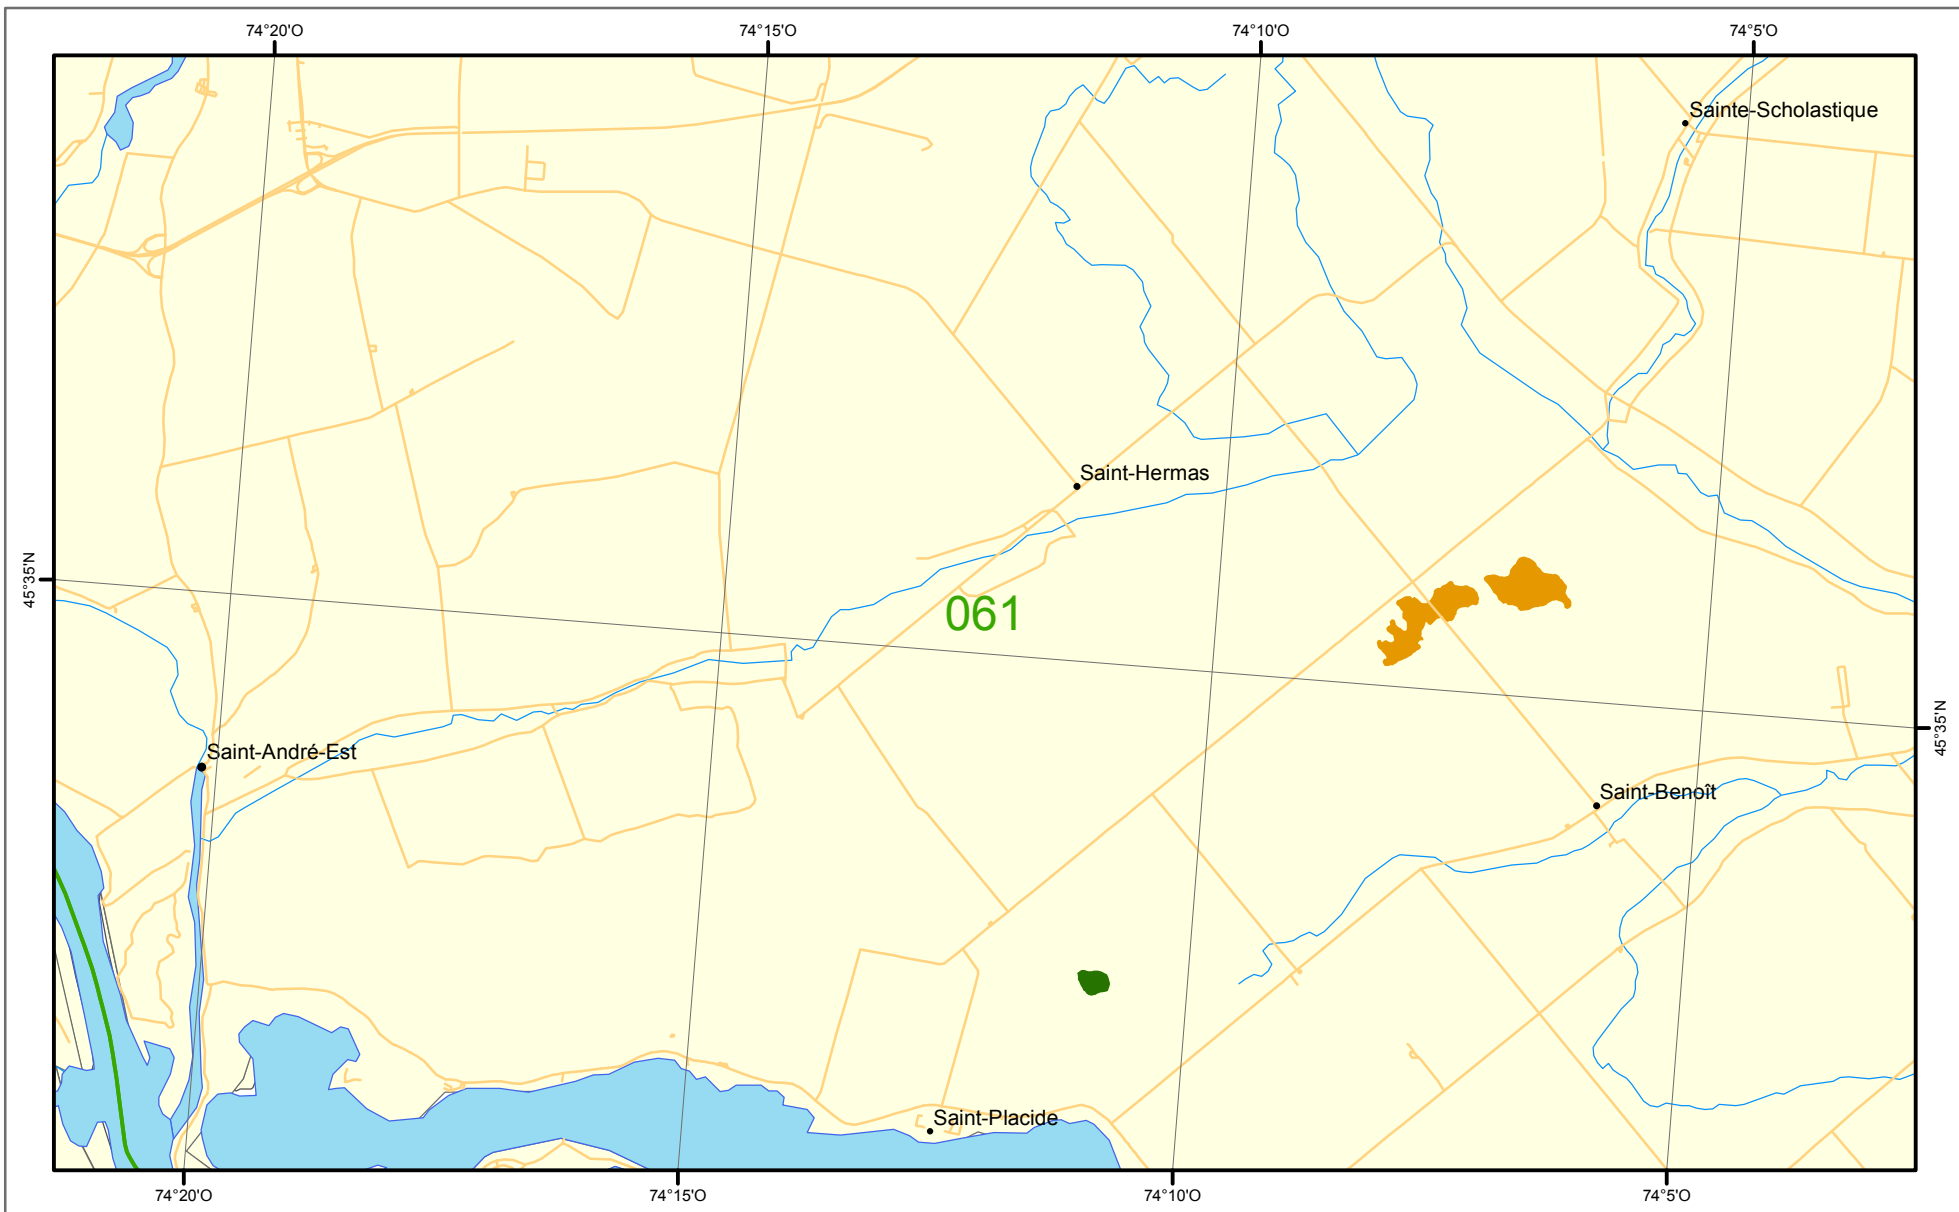 74°20'O
74°15'O
74°10'O
74°5'O
Sainte-Scholastique
Saint-Hermas
45°35'N
061
45°35'N
Saint-André-Est
Saint-Benoît
Saint-Placide
74°20'O
74°15'O
74°10'O
74°5'O